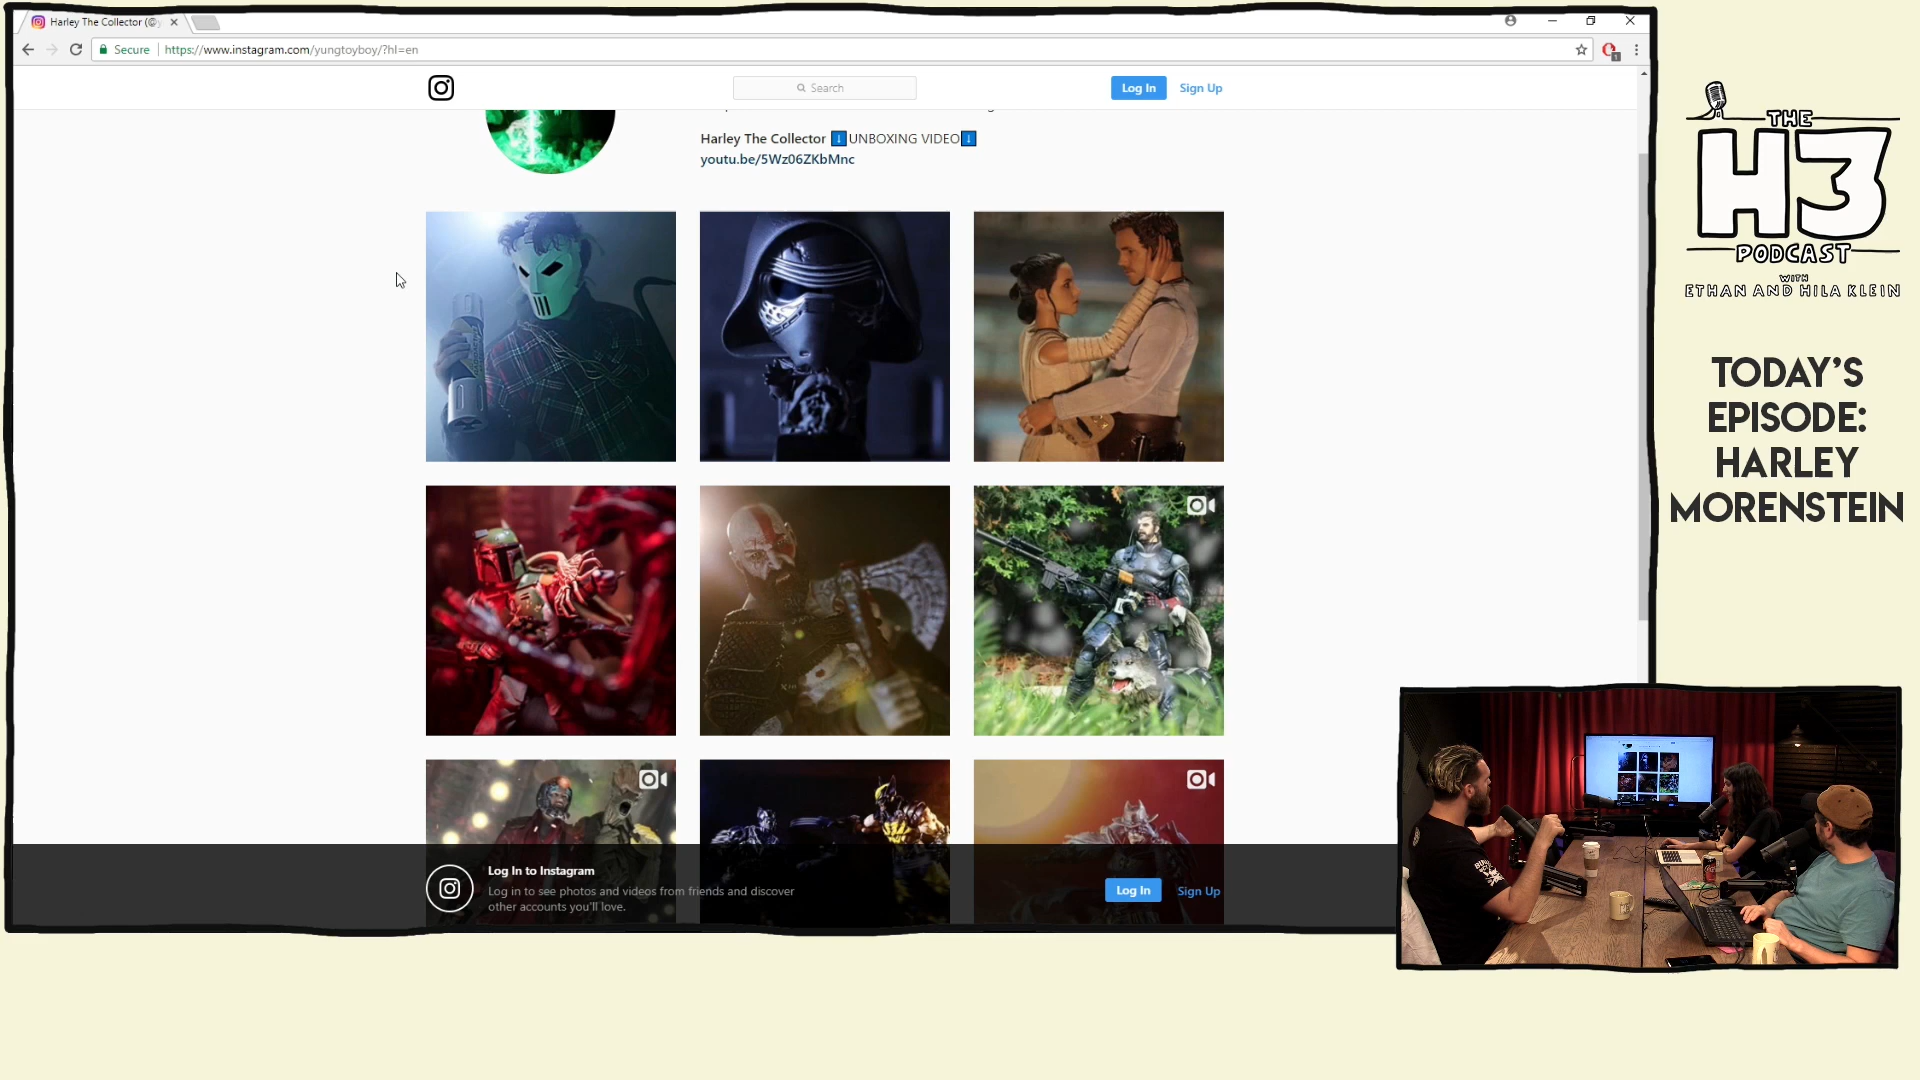 Harley The Collector (@
Secure
https://www.instagram.com/yungtoyboy/?hl=en
1
Search
Log In
Sign Up
Harley The Collector ⬇UNBOXING VIDEO⬇
youtu.be/5Wz06ZKbMnc
Log In to Instagram
Log in to see photos and videos from friends and discover
other accounts you'll love.
Log In
Sign Up
THE
H3
PODCAST
WITH
ETHAN AND HILA KLEIN
TODAY'S
EPISODE:
HARLEY
MORENSTEIN